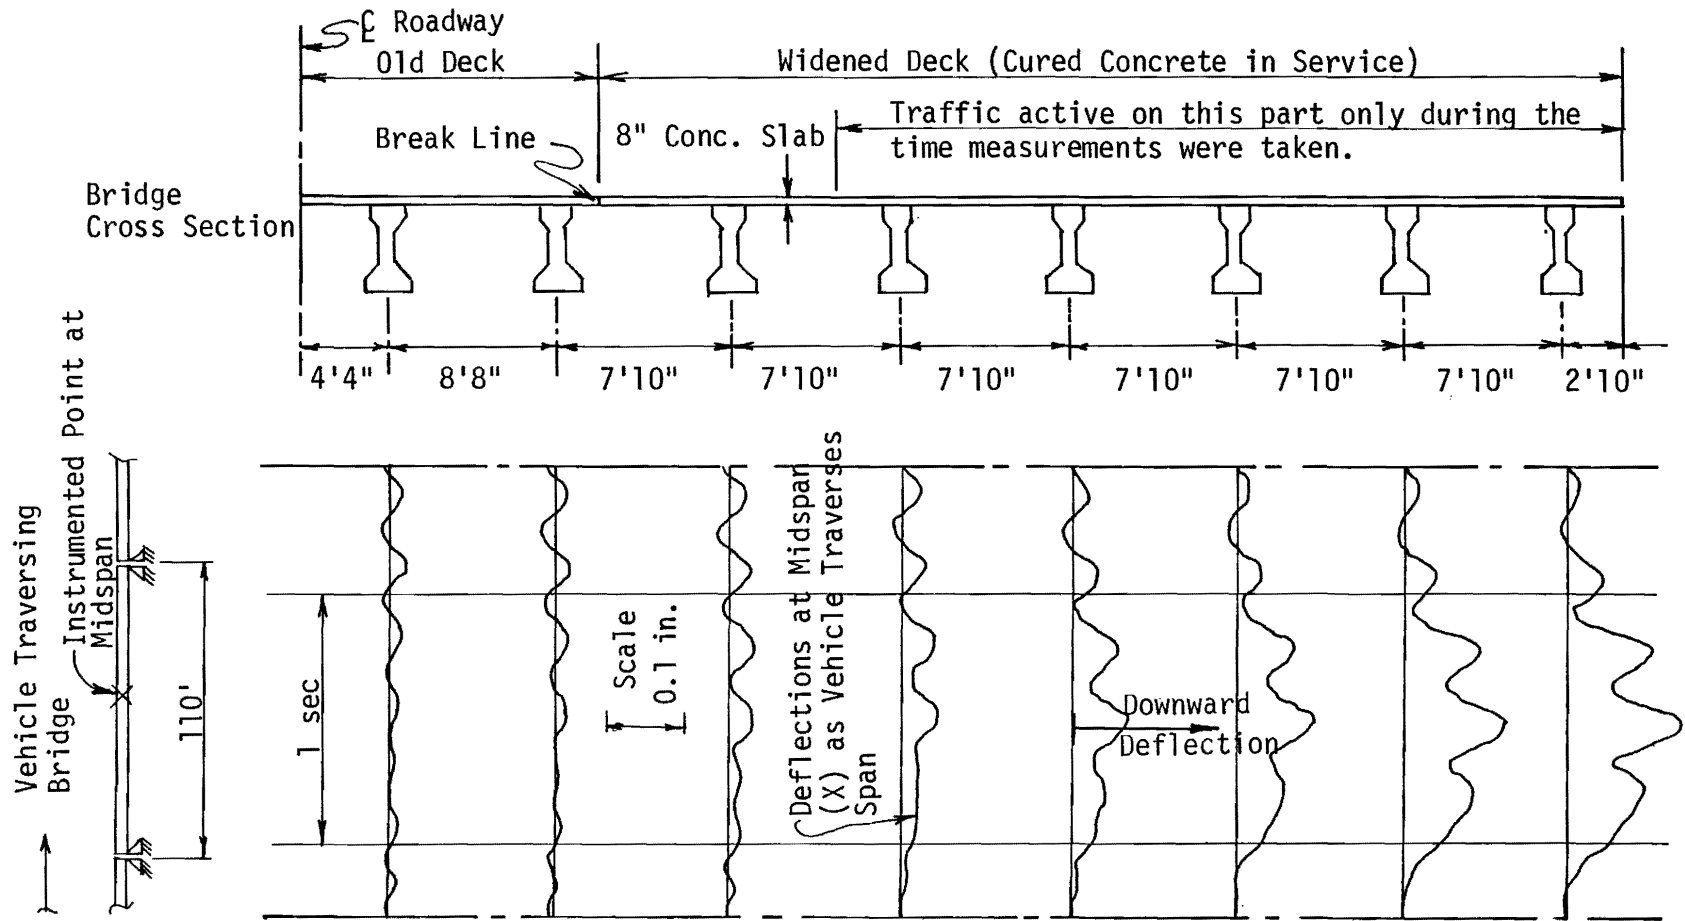 ℄ Roadway
Old Deck
Widened Deck (Cured Concrete in Service)
Traffic active on this part only during the
time measurements were taken.
Break Line
8" Conc. Slab
Bridge
Cross Section
4'4"
8'8"
7'10"
7'10"
7'10"
7'10"
7'10"
7'10"
2'10"
Vehicle Traversing
Bridge
Instrumented Point at
Midspan
110'
1 sec
Scale
0.1 in.
Deflections at Midspan
(X) as Vehicle Traverses
Span
Downward
Deflection